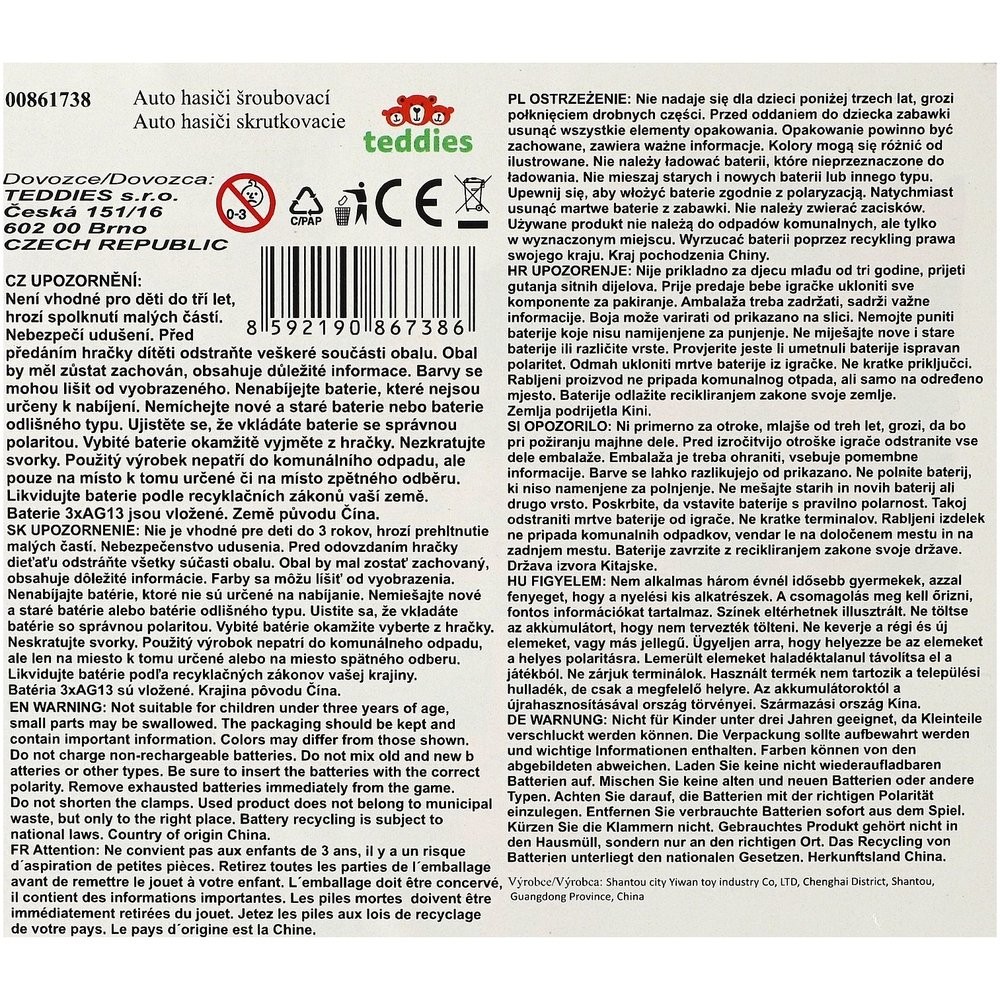 00861738
Auto hasiči šroubovací
Auto hasiči skrutkovacie
teddies
Dovozce/Dovozca:
TEDDIES s.r.o.
Česká 151/16
602 00 Brno
CZECH REPUBLIC
0-3
C/PAP
CE
8 592190 867386
CZ UPOZORNĚNÍ:
Není vhodné pro děti do tří let,
hrozí spolknutí malých částí.
Nebezpečí udušení. Před
předáním hračky dítěti odstraňte veškeré součásti obalu. Obal
by měl zůstat zachován, obsahuje důležité informace. Barvy se
mohou lišit od vyobrazeného. Nenabíjejte baterie, které nejsou
určeny k nabíjení. Nemíchejte nové a staré baterie nebo baterie
odlišného typu. Ujistěte se, že vkládáte baterie se správnou
polaritou. Vybité baterie okamžitě vyjměte z hračky. Nezkratujte
svorky. Použitý výrobek nepatří do komunálního odpadu, ale
pouze na místo k tomu určené či na místo zpětného odběru.
Likvidujte baterie podle recyklačních zákonů vaší země.
Baterie 3xAG13 jsou vložené. Země původu Čína.
SK UPOZORNENIE: Nie je vhodné pre deti do 3 rokov, hrozí prehltnutie
malých častí. Nebezpečenstvo udusenia. Pred odovzdaním hračky
dieťaťu odstráňte všetky súčasti obalu. Obal by mal zostať zachovaný,
obsahuje dôležité informácie. Farby sa môžu líšiť od vyobrazenia.
Nenabíjajte batérie, ktoré nie sú určené na nabíjanie. Nemiešajte nové
a staré batérie alebo batérie odlišného typu. Uistite sa, že vkladáte
batérie so správnou polaritou. Vybité batérie okamžite vyberte z hračky.
Neskratujte svorky. Použitý výrobok nepatrí do komunálneho odpadu,
ale len na miesto k tomu určené alebo na miesto spätného odberu.
Likvidujte batérie podľa recyklačných zákonov vašej krajiny.
Batéria 3xAG13 sú vložené. Krajina pôvodu Čína.
EN WARNING: Not suitable for children under three years of age,
small parts may be swallowed. The packaging should be kept and
contain important information. Colors may differ from those shown.
Do not charge non-rechargeable batteries. Do not mix old and new b
atteries or other types. Be sure to insert the batteries with the correct
polarity. Remove exhausted batteries immediately from the game.
Do not shorten the clamps. Used product does not belong to municipal
waste, but only to the right place. Battery recycling is subject to
national laws. Country of origin China.
FR Attention: Ne convient pas aux enfants de 3 ans, il y a un risque
d´aspiration de petites pièces. Retirez toutes les parties de l´emballage
avant de remettre le jouet à votre enfant. L´emballage doit être concervé,
il contient des informations importantes. Les piles mortes doivent être
immédiatement retirées du jouet. Jetez les piles aux lois de recyclage
de votre pays. Le pays d´origine est la Chine.
PL OSTRZEŻENIE: Nie nadaje się dla dzieci poniżej trzech lat, grozi
połknięciem drobnych części. Przed oddaniem do dziecka zabawki
usunąć wszystkie elementy opakowania. Opakowanie powinno być
zachowane, zawiera ważne informacje. Kolory mogą się różnić od
ilustrowane. Nie należy ładować baterii, które nieprzeznaczone do
ładowania. Nie mieszaj starych i nowych baterii lub innego typu.
Upewnij się, aby włożyć baterie zgodnie z polaryzacją. Natychmiast
usunąć martwe baterie z zabawki. Nie należy zwierać zacisków.
Używane produkt nie należą do odpadów komunalnych, ale tylko
w wyznaczonym miejscu. Wyrzucać baterii poprzez recykling prawa
swojego kraju. Kraj pochodzenia Chiny.
HR UPOZORENJE: Nije prikladno za djecu mlađu od tri godine, prijeti
gutanja sitnih dijelova. Prije predaje bebe igračke ukloniti sve
komponente za pakiranje. Ambalaža treba zadržati, sadrži važne
informacije. Boja može varirati od prikazano na slici. Nemojte puniti
baterije koje nisu namijenjene za punjenje. Ne miješajte nove i stare
baterije ili različite vrste. Provjerite jeste li umetnuli baterije ispravan
polaritet. Odmah ukloniti mrtve baterije iz igračke. Ne kratke priključci.
Rabljeni proizvod ne pripada komunalnog otpada, ali samo na određeno
mjesto. Baterije odlažite recikliranjem zakone svoje zemlje.
Zemlja podrijetla Kini.
SI OPOZORILO: Ni primerno za otroke, mlajše od treh let, grozi, da bo
pri požiranju majhne dele. Pred izročitvijo otroške igrače odstranite vse
dele embalaže. Embalaža je treba ohraniti, vsebuje pomembne
informacije. Barve se lahko razlikujejo od prikazano. Ne polnite baterij,
ki niso namenjene za polnjenje. Ne mešajte starih in novih baterij ali
drugo vrsto. Poskrbite, da vstavite baterije s pravilno polarnost. Takoj
odstraniti mrtve baterije od igrače. Ne kratke terminalov. Rabljeni izdelek
ne pripada komunalnih odpadkov, vendar le na določenem mestu in na
zadnjem mestu. Baterije zavrzite z recikliranjem zakone svoje države.
Država izvora Kitajske.
HU FIGYELEM: Nem alkalmas három évnél idősebb gyermekek, azzal
fenyeget, hogy a nyelési kis alkatrészek. A csomagolás meg kell őrizni,
fontos információkat tartalmaz. Színek eltérhetnek illusztrált. Ne töltse
az akkumulátort, hogy nem tervezték tölteni. Ne keverje a régi és új
elemeket, vagy más jellegű. Ügyeljen arra, hogy helyezze be az elemeket
a helyes polaritásra. Lemerült elemeket haladéktalanul távolítsa el a
játékból. Ne zárjuk terminálok. Használt termék nem tartozik a települési
hulladék, de csak a megfelelő helyre. Az akkumulátoroktól a
újrahasznosításával ország törvényei. Származási ország Kína.
DE WARNUNG: Nicht für Kinder unter drei Jahren geeignet, da Kleinteile
verschluckt werden können. Die Verpackung sollte aufbewahrt werden
und wichtige Informationen enthalten. Farben können von den
abgebildeten abweichen. Laden Sie keine nicht wiederaufladbaren
Batterien auf. Mischen Sie keine alten und neuen Batterien oder andere
Typen. Achten Sie darauf, die Batterien mit der richtigen Polarität
einzulegen. Entfernen Sie verbrauchte Batterien sofort aus dem Spiel.
Kürzen Sie die Klammern nicht. Gebrauchtes Produkt gehört nicht in
den Hausmüll, sondern nur an den richtigen Ort. Das Recycling von
Batterien unterliegt den nationalen Gesetzen. Herkunftsland China.
Výrobce/Výrobca: Shantou city Yiwan toy industry Co, LTD, Chenghai District, Shantou,
Guangdong Province, China